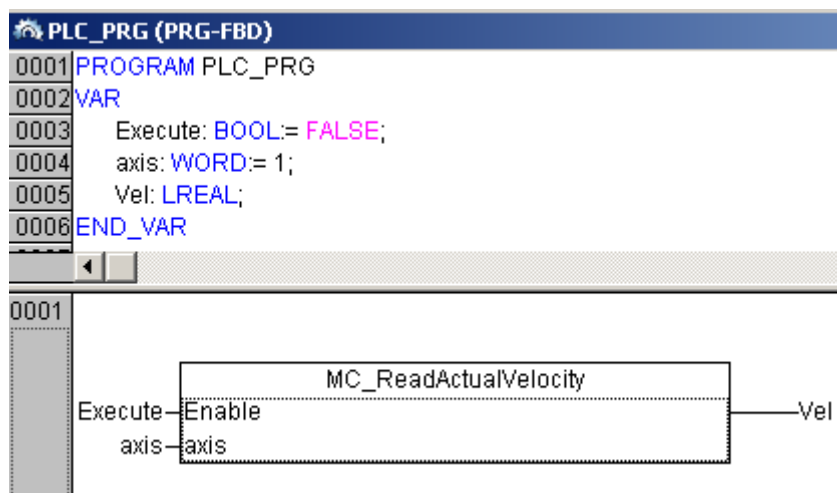 PLC_PRG (PRG-FBD)
0001 PROGRAM PLC_PRG
0002 VAR
0003 Execute: BOOL:= FALSE;
0004 axis: WORD:= 1;
0005 Vel: LREAL;
0006 END_VAR
0001
MC_ReadActualVelocity
Execute Enable Vel
axis axis